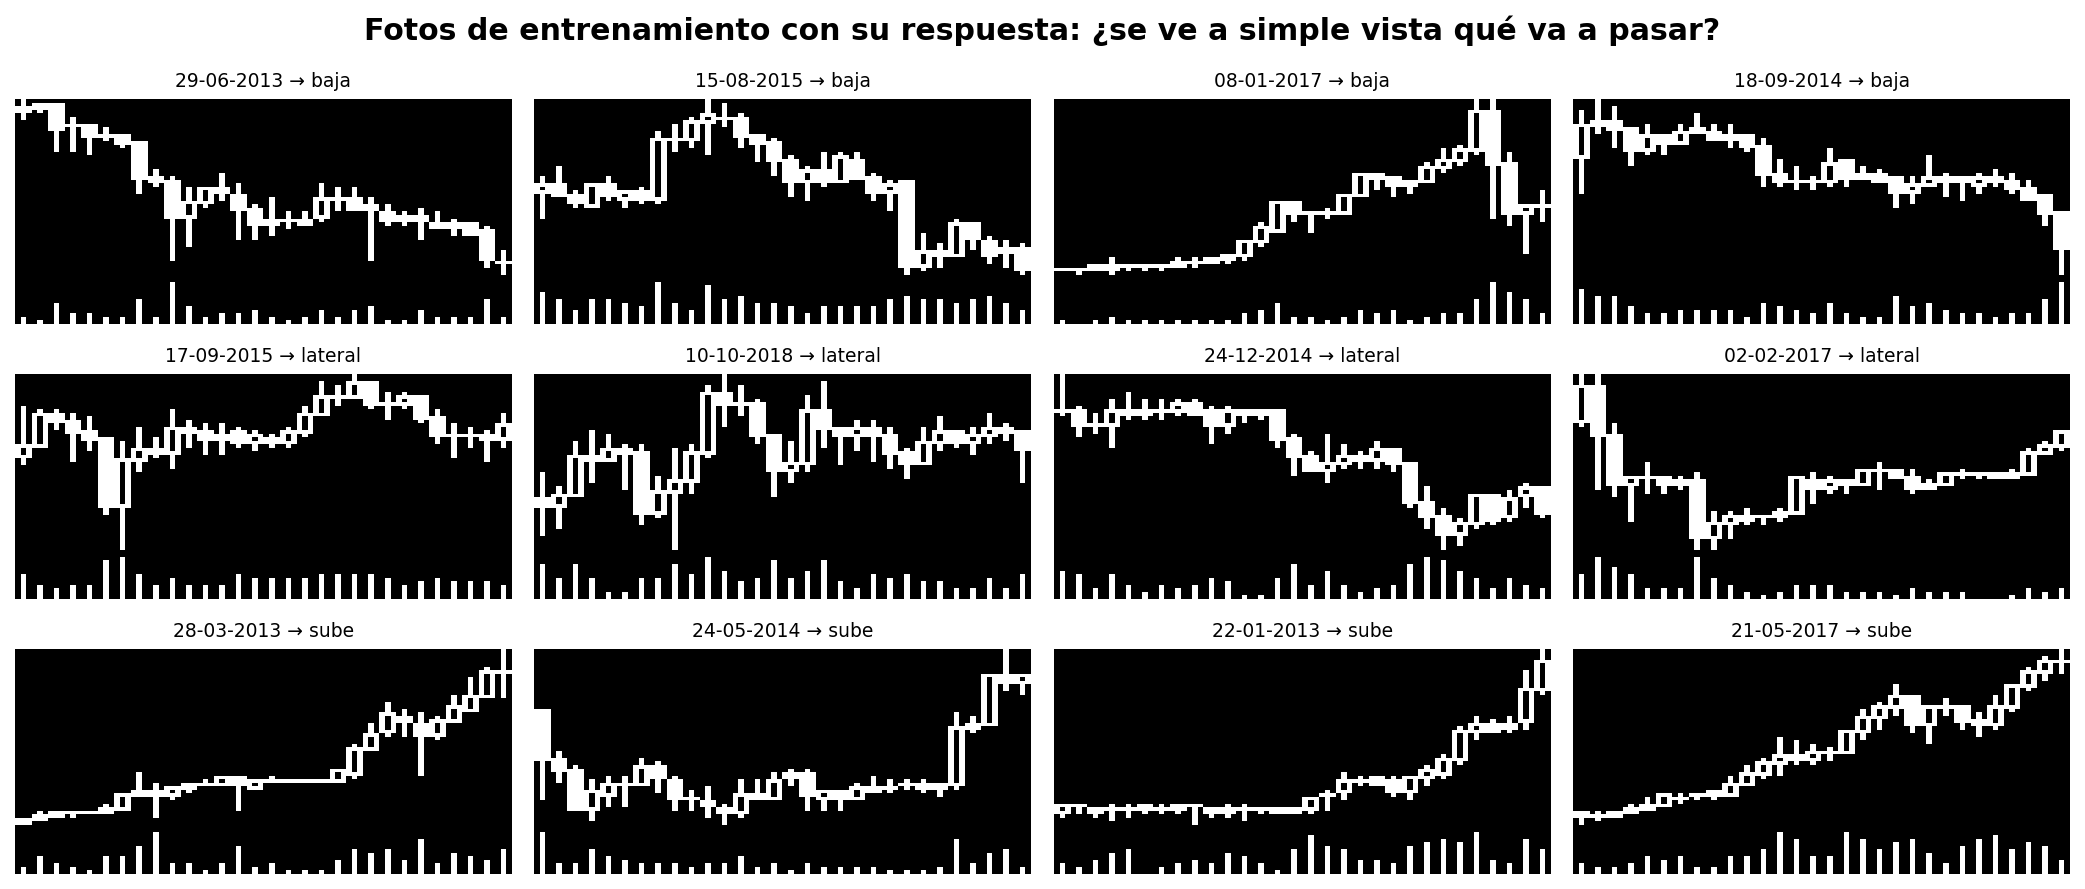 Fotos de entrenamiento con su respuesta: ¿se ve a simple vista qué va a pasar?
29-06-2013 → baja
15-08-2015 → baja
08-01-2017 → baja
18-09-2014 → baja
17-09-2015 → lateral
10-10-2018 → lateral
24-12-2014 → lateral
02-02-2017 → lateral
28-03-2013 → sube
24-05-2014 → sube
22-01-2013 → sube
21-05-2017 → sube